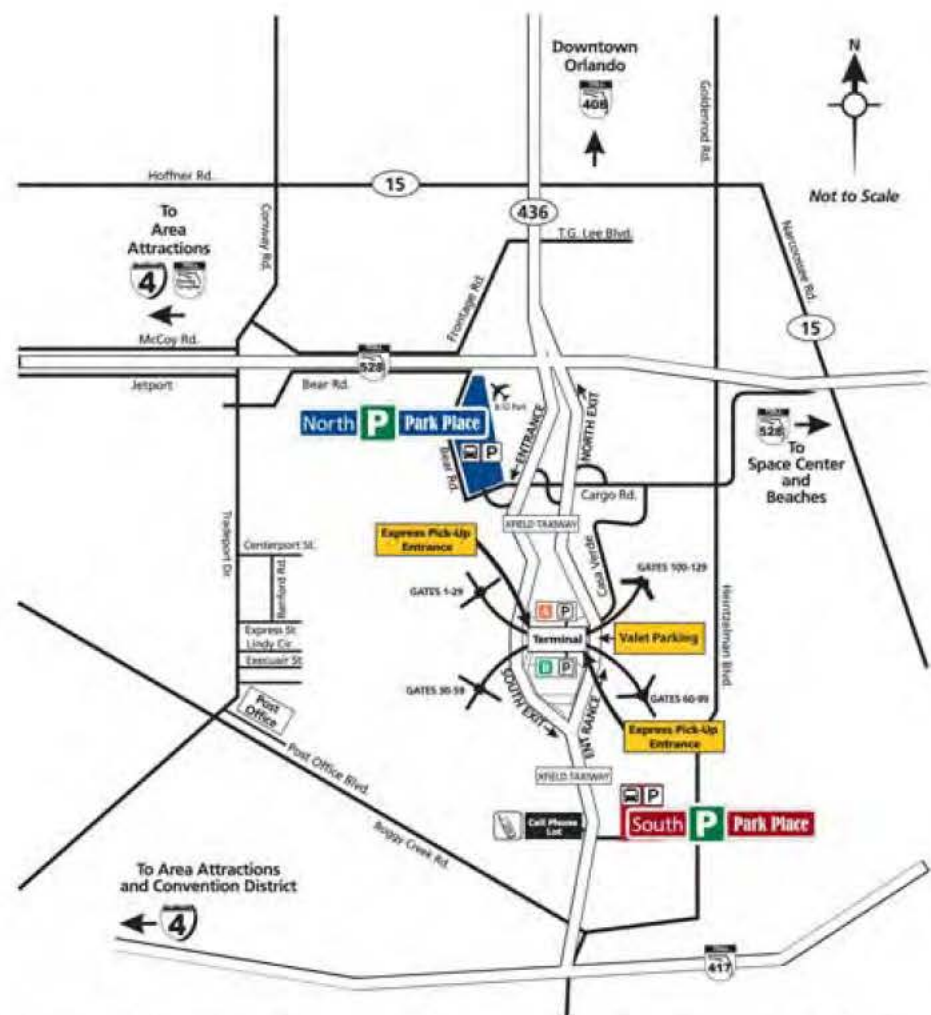 Downtown
Orlando
TOLL
408
N
Not to Scale
Goldenrod Rd.
Hoffner Rd.
15
436
To
Area
Attractions
4
Conway Rd.
T.G. Lee Blvd.
Frontage Rd.
Narcoossee Rd.
15
McCoy Rd.
TOLL
528
Jetport
Bear Rd.
North P Park Place
P
Bear Rd.
ENTRANCE
NORTH EXIT
TOLL
528
To
Space Center
and
Beaches
Cargo Rd.
XFIELD TAXIWAY
Express Pick-Up
Entrance
Casa Verde
Tradeport Dr.
Centerport St.
Express St
Lindy Cir.
Execuair St
GATES 1-29
GATES 100-129
A P
Terminal
Valet Parking
B P
GATES 30-59
GATES 60-99
Heintzelman Blvd.
SOUTH EXIT
ENTRANCE
Express Pick-Up
Entrance
Post
Office
Post Office Blvd.
Boggy Creek Rd.
XFIELD TAXIWAY
Cell Phone
Lot
P
South P Park Place
To Area Attractions
and Convention District
4
TOLL
417